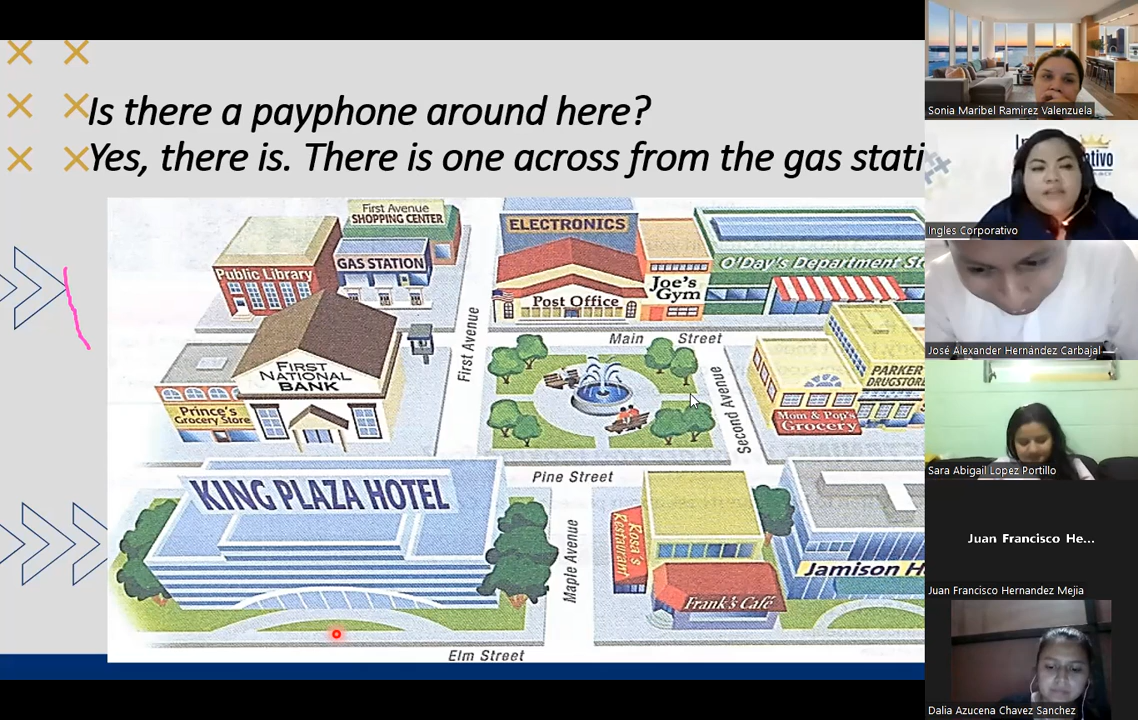 Is there a payphone around here?
Yes, there is. There is one across from the gas stati
First Avenue
SHOPPING CENTER
ELECTRONICS
Public Library
GAS STATION
Post Office
Joe's
Gym
O'Day's Department St
First Avenue
Main Street
FIRST
NATIONAL
BANK
Prince's
Grocery Store
Second Avenue
PARKER
DRUGSTORE
Mom & Pop's
Grocery
KING PLAZA HOTEL
Pine Street
Maple Avenue
Rosa's
Restaurant
Frank's Café
Jamison H
Elm Street
Sonia Maribel Ramirez Valenzuela
Ingles Corporativo
José Alexander Hernández Carbajal
Sara Abigail Lopez Portillo
Juan Francisco He...
Juan Francisco Hernandez Mejia
Dalia Azucena Chavez Sanchez